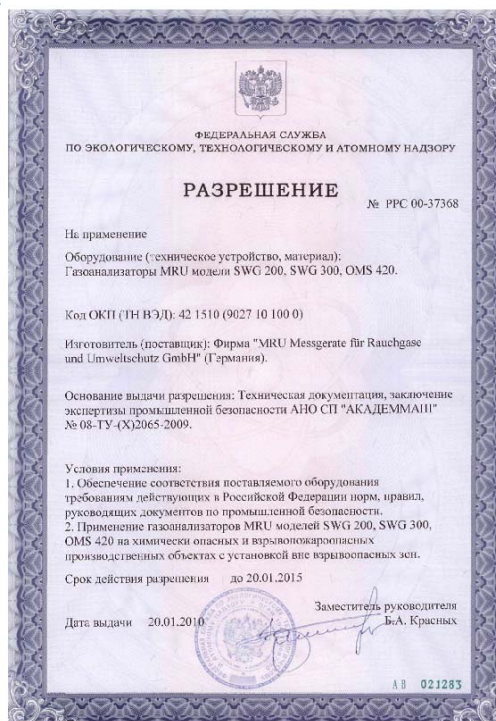 ФЕДЕРАЛЬНАЯ СЛУЖБА
ПО ЭКОЛОГИЧЕСКОМУ, ТЕХНОЛОГИЧЕСКОМУ И АТОМНОМУ НАДЗОРУ
РАЗРЕШЕНИЕ
№ РРС 00-37368
На применение
Оборудование (техническое устройство, материал):
Газоанализаторы MRU модели SWG 200, SWG 300, OMS 420.
Код ОКП (ТН ВЭД): 42 1510 (9027 10 100 0)
Изготовитель (поставщик): Фирма "MRU Messgerate für Rauchgase
und Umweltschutz GmbH" (Германия).
Основание выдачи разрешения: Техническая документация, заключение
экспертизы промышленной безопасности АНО СП "АКАДЕММАШ"
№ 08-ТУ-(Х)2065-2009.
Условия применения:
1. Обеспечение соответствия поставляемого оборудования
требованиям действующих в Российской Федерации норм, правил,
руководящих документов по промышленной безопасности.
2. Применение газоанализаторов MRU моделей SWG 200, SWG 300,
OMS 420 на химически опасных и взрывопожароопасных
производственных объектах с установкой вне взрывоопасных зон.
Срок действия разрешения до 20.01.2015
Заместитель руководителя
Дата выдачи 20.01.2010 Б.А. Красных
АВ 021283